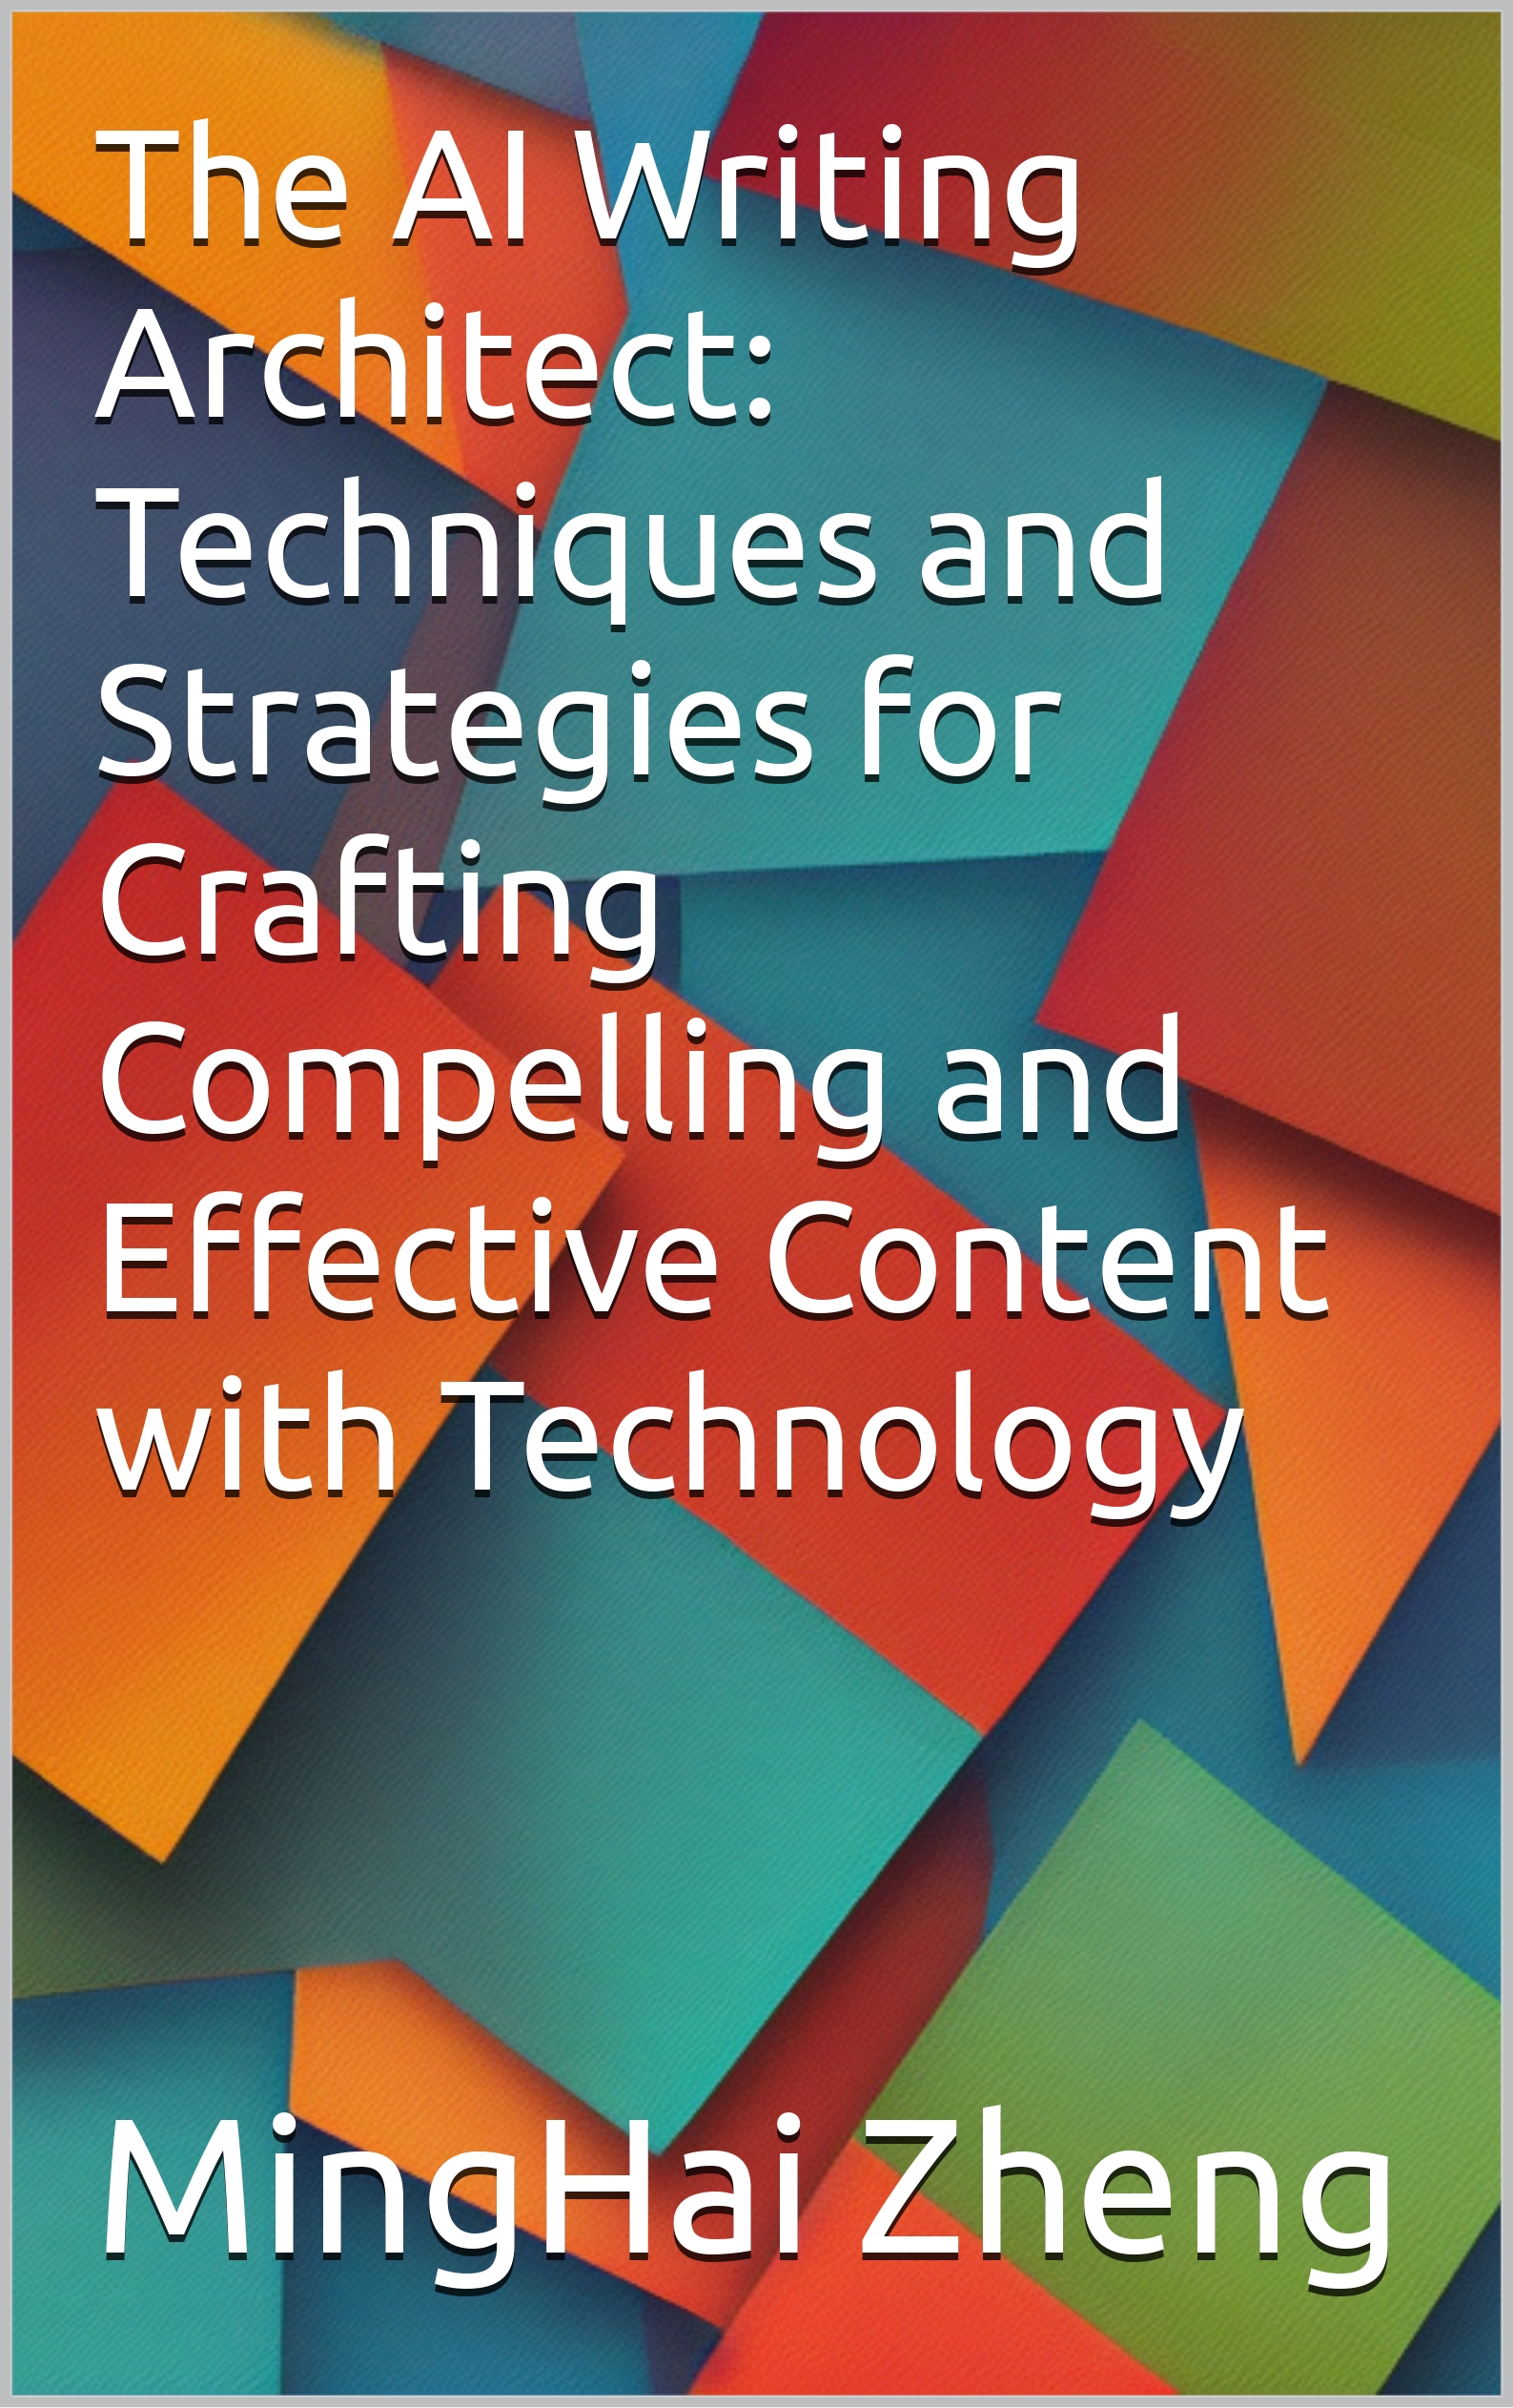 The AI Writing
Architect:
Techniques and
Strategies for
Crafting
Compelling and
Effective Content
with Technology
MingHai Zheng